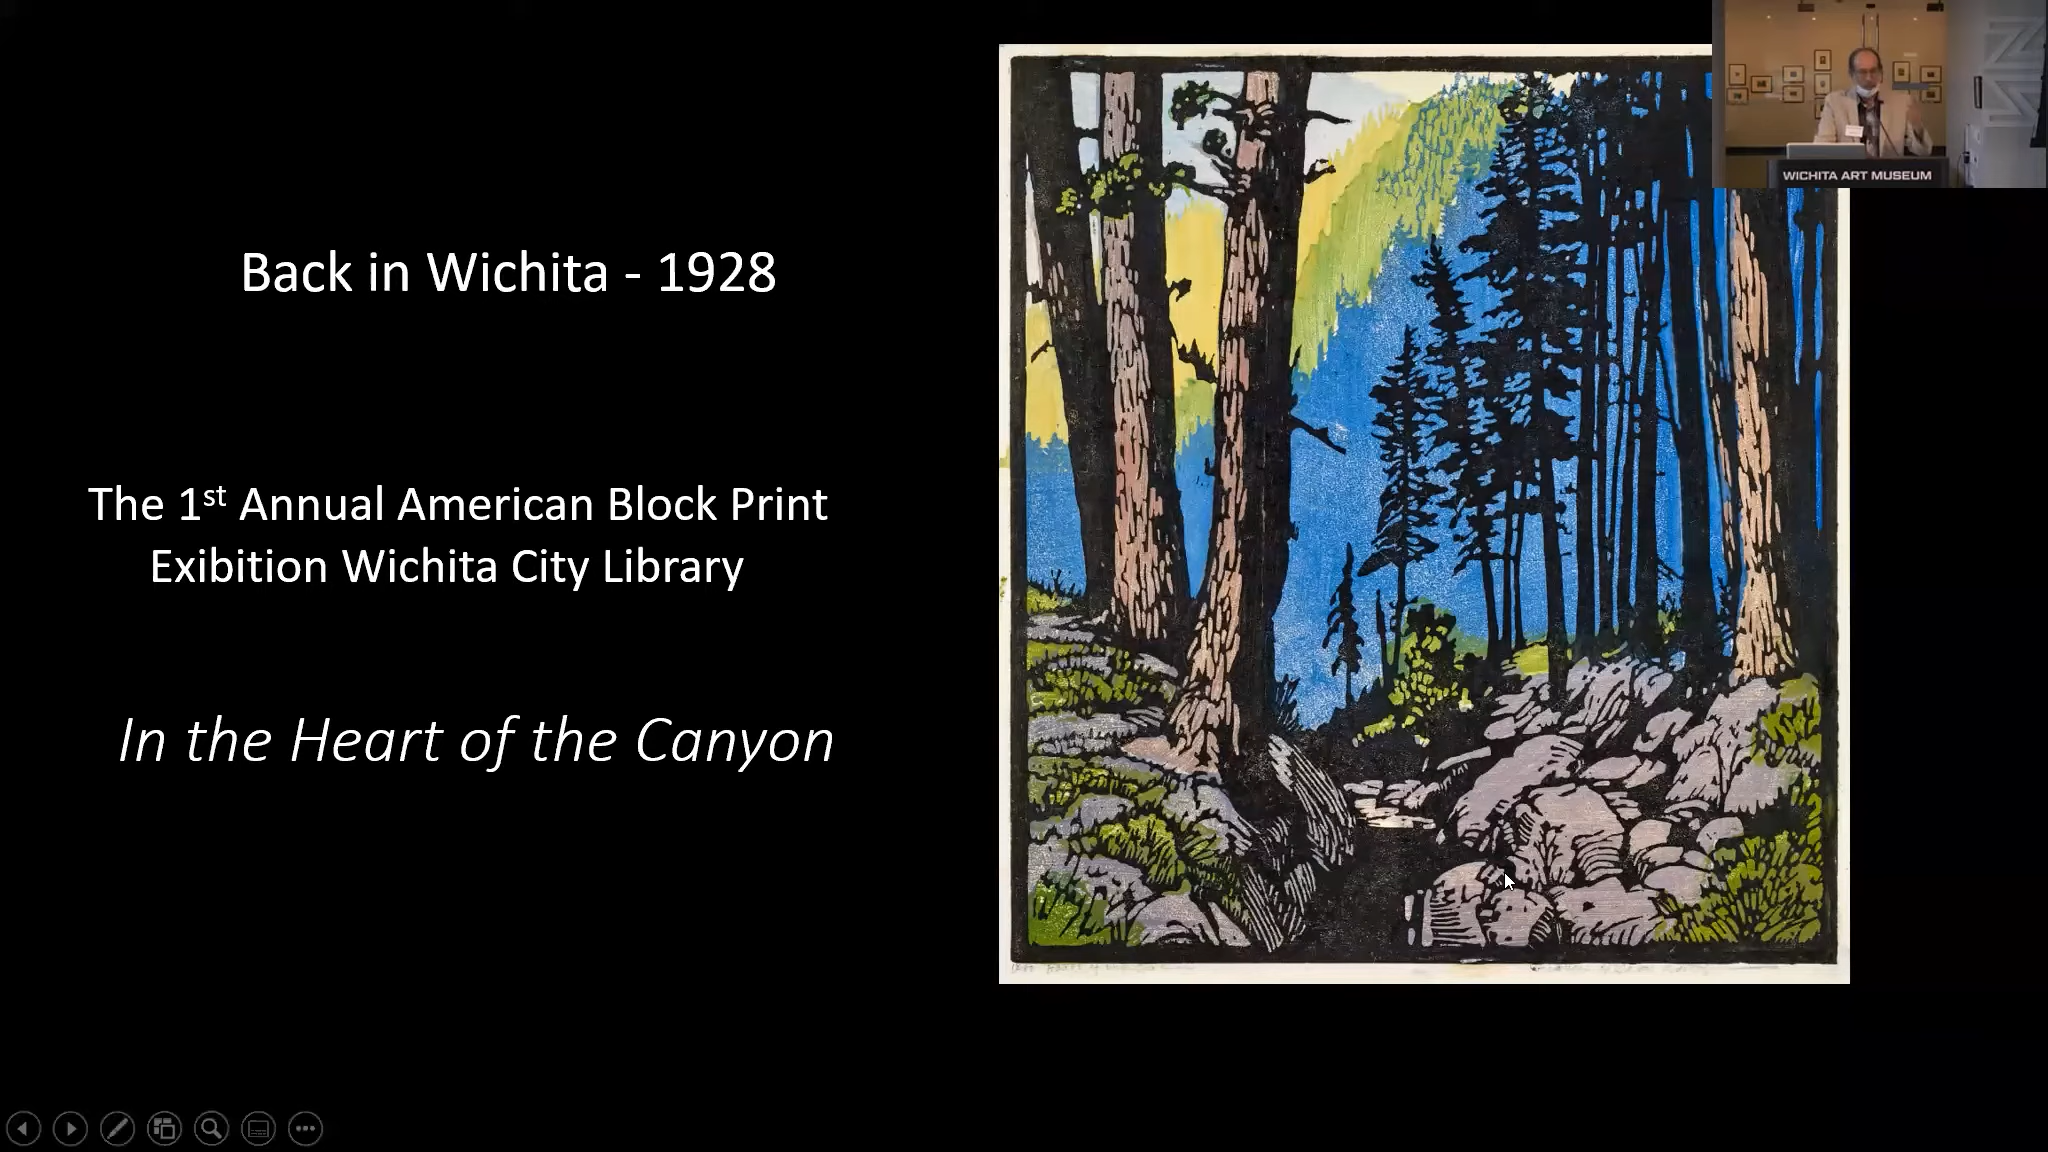 Back in Wichita - 1928
The 1st Annual American Block Print
Exibition Wichita City Library
In the Heart of the Canyon
WICHITA ART MUSEUM